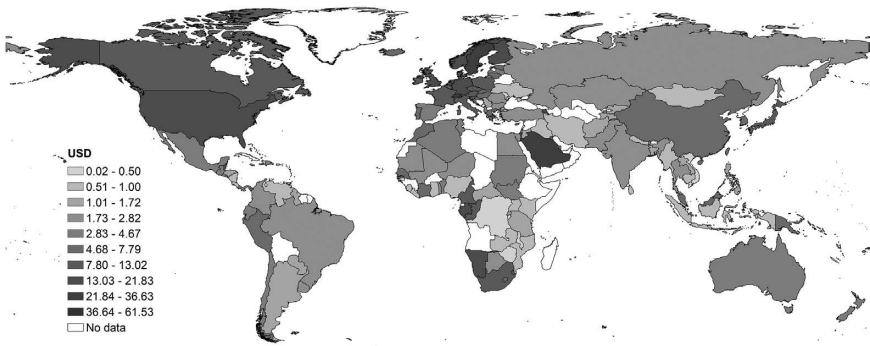 USD
0.02 - 0.50
0.51 - 1.00
1.01 - 1.72
1.73 - 2.82
2.83 - 4.67
4.68 - 7.79
7.80 - 13.02
13.03 - 21.83
21.84 - 36.63
36.64 - 61.53
No data